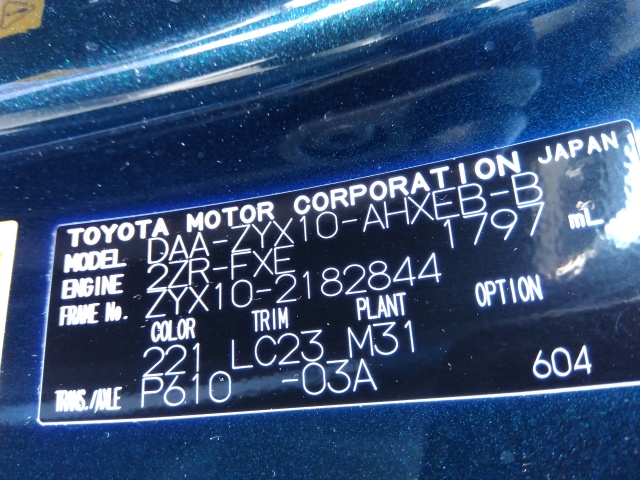 TOYOTA MOTOR CORPORATION JAPAN
MODEL DAA-ZYX10-AHXEB-B
ENGINE 2ZR-FXE 1797 mL
FRAME No. ZYX10-2182844
COLOR TRIM PLANT OPTION
221 LC23 M31
TRANS./AXLE P610 -03A 604